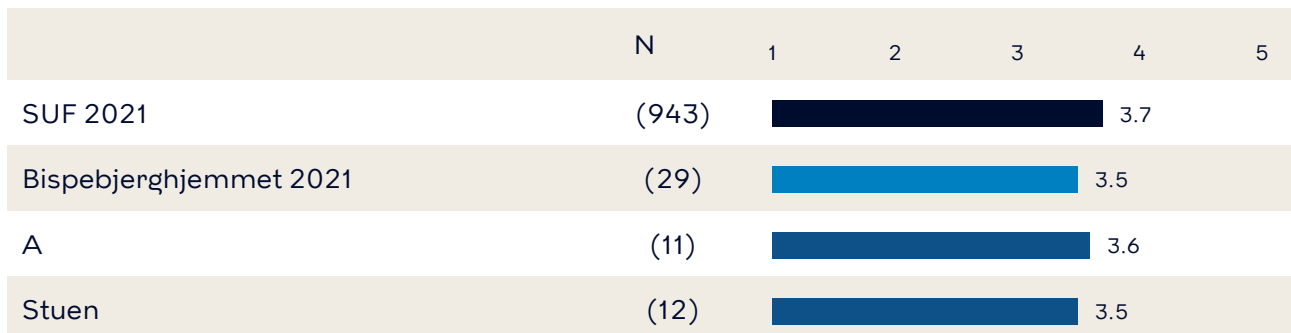 N 1 2 3 4 5
SUF 2021 (943) 3.7
Bispebjerghjemmet 2021 (29) 3.5
A (11) 3.6
Stuen (12) 3.5